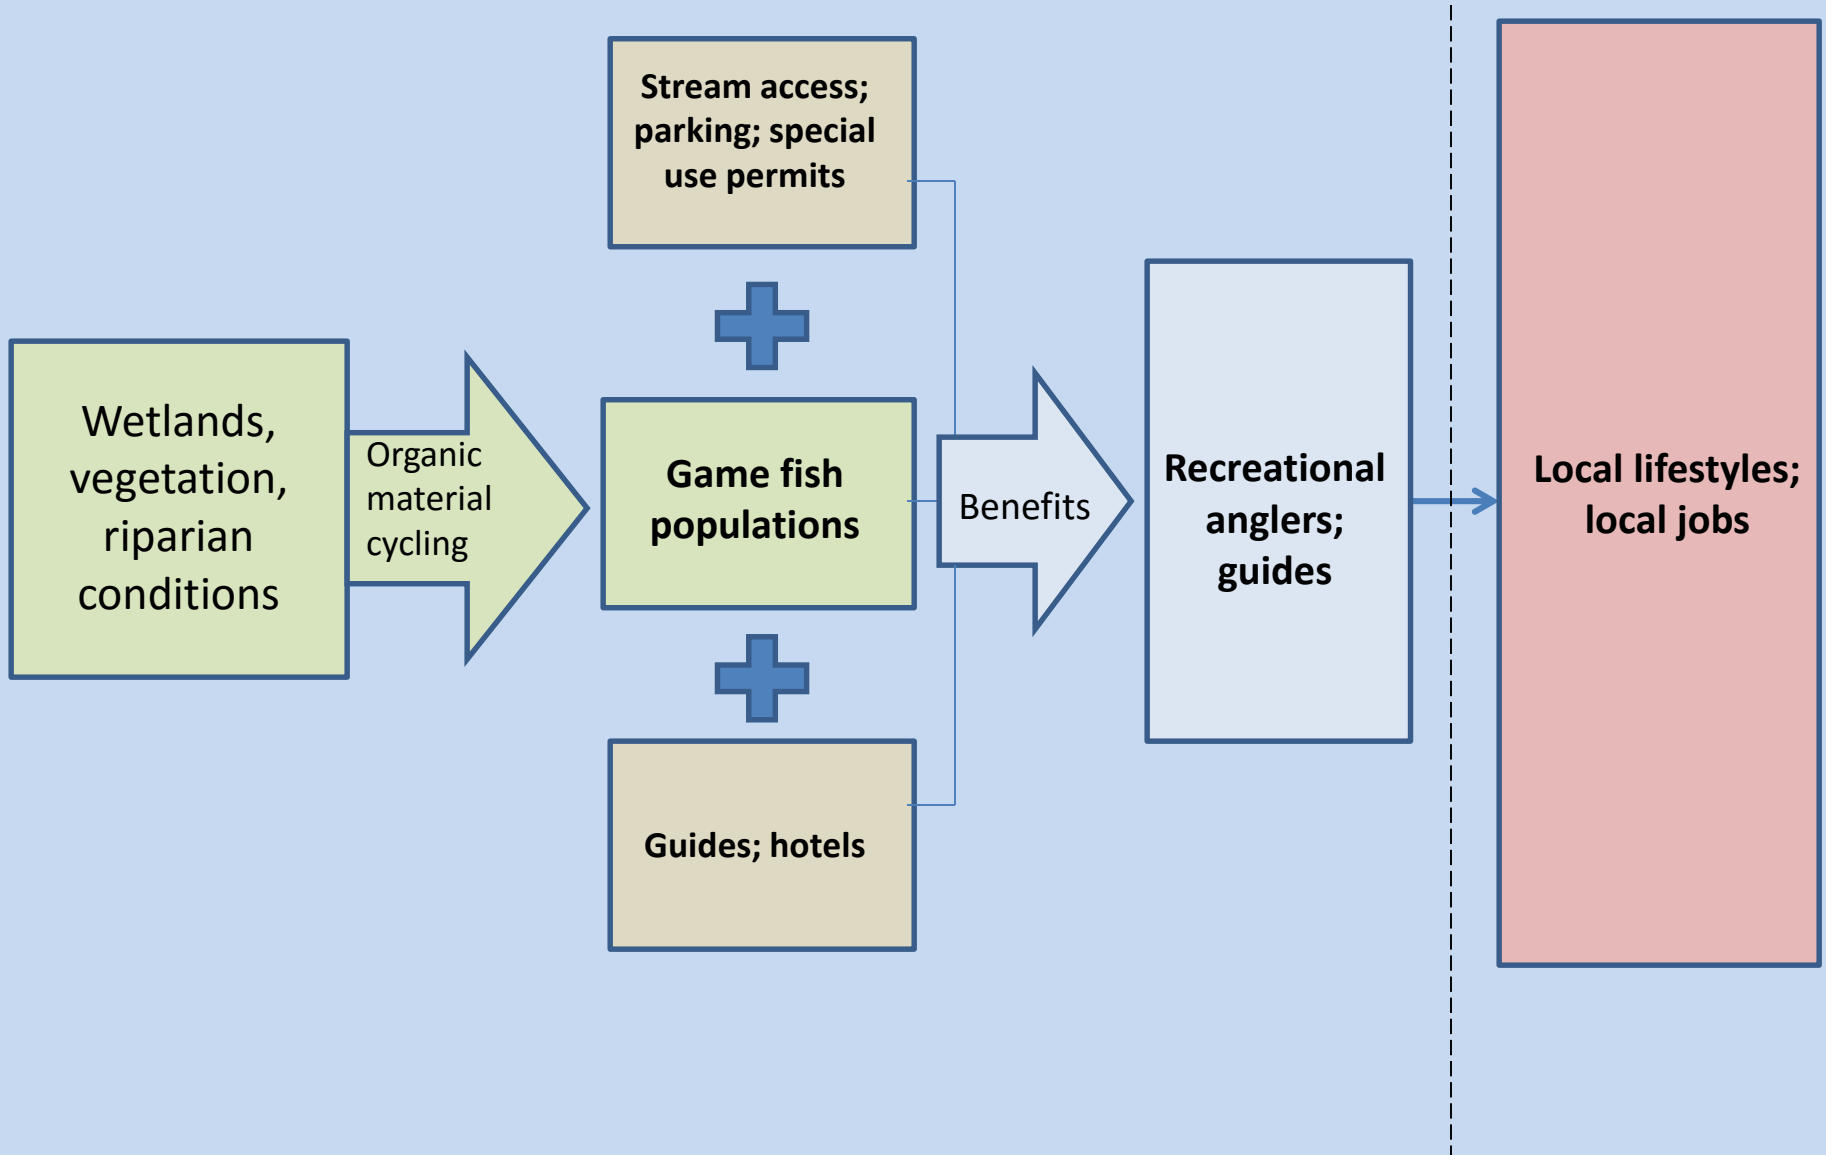 Wetlands,
vegetation,
riparian
conditions
Organic
material
cycling
Stream access;
parking; special
use permits
Game fish
populations
Guides; hotels
Benefits
Recreational
anglers;
guides
Local lifestyles;
local jobs